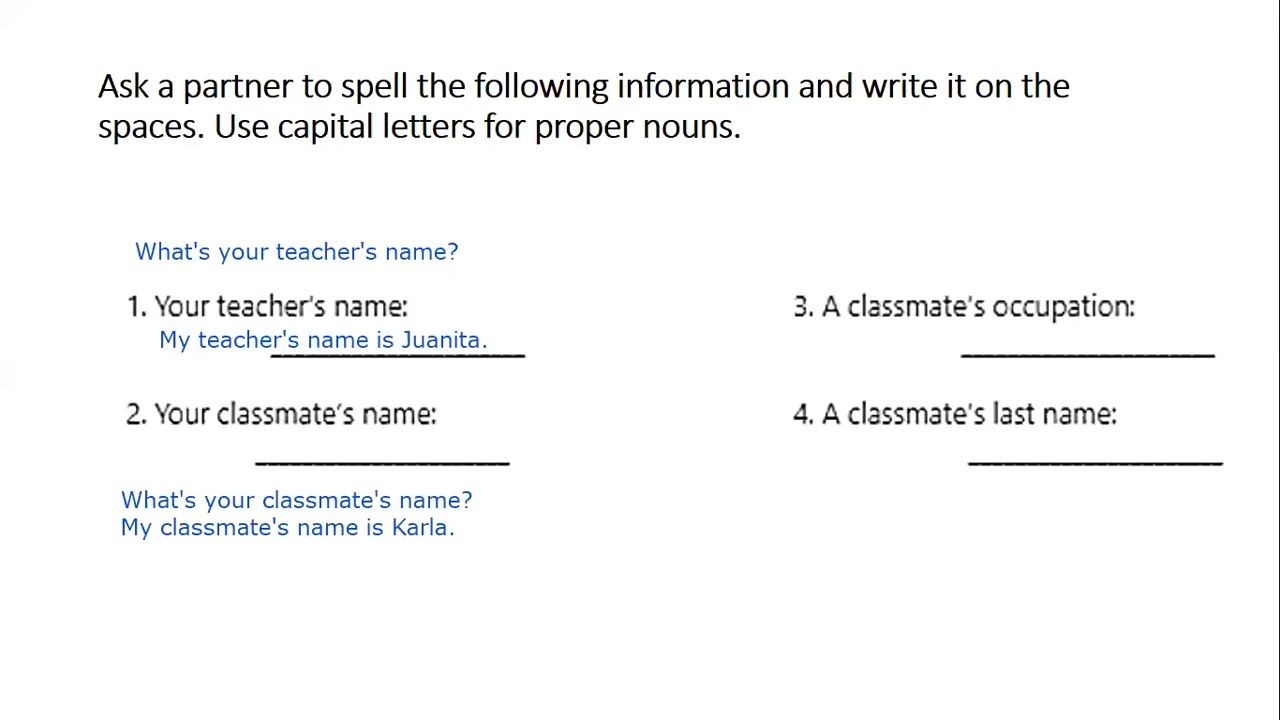 Ask a partner to spell the following information and write it on the
spaces. Use capital letters for proper nouns.
What's your teacher's name?
1. Your teacher's name:
My teacher's name is Juanita.
2. Your classmate's name:
What's your classmate's name?
My classmate's name is Karla.
3. A classmate's occupation:
4. A classmate's last name: